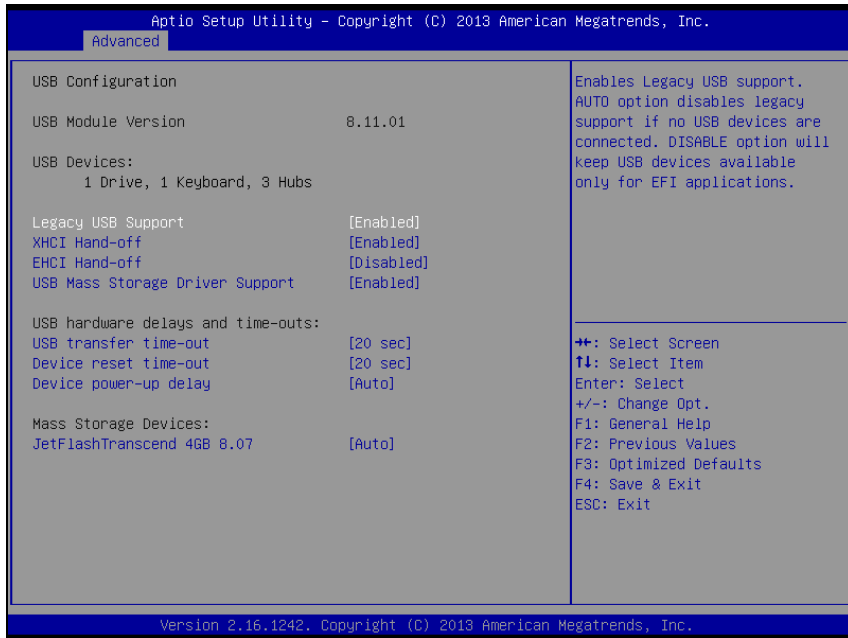 Aptio Setup Utility – Copyright (C) 2013 American Megatrends, Inc.
Advanced
USB Configuration
USB Module Version 8.11.01
USB Devices:
1 Drive, 1 Keyboard, 3 Hubs
Legacy USB Support [Enabled]
XHCI Hand-off [Enabled]
EHCI Hand-off [Disabled]
USB Mass Storage Driver Support [Enabled]
USB hardware delays and time-outs:
USB transfer time-out [20 sec]
Device reset time-out [20 sec]
Device power-up delay [Auto]
Mass Storage Devices:
JetFlashTranscend 4GB 8.07 [Auto]
Enables Legacy USB support.
AUTO option disables legacy
support if no USB devices are
connected. DISABLE option will
keep USB devices available
only for EFI applications.
→←: Select Screen
↑↓: Select Item
Enter: Select
+/-: Change Opt.
F1: General Help
F2: Previous Values
F3: Optimized Defaults
F4: Save & Exit
ESC: Exit
Version 2.16.1242. Copyright (C) 2013 American Megatrends, Inc.